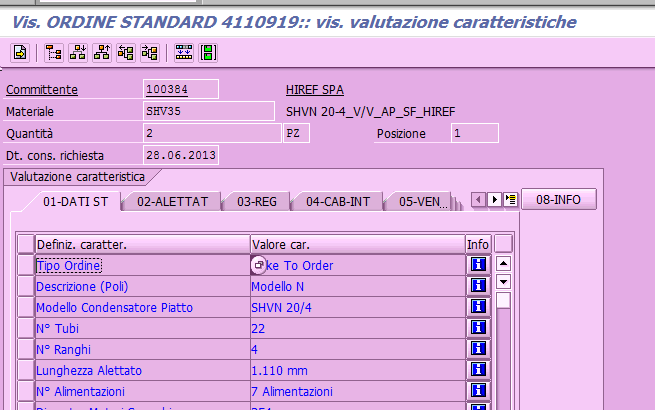 Vis. ORDINE STANDARD 4110919:: vis. valutazione caratteristiche
Committente 100384 HIREF SPA
Materiale SHV35 SHVN 20-4_V/V_AP_SF_HIREF
Quantità 2 PZ Posizione 1
Dt. cons. richiesta 28.06.2013
Valutazione caratteristica
01-DATI ST 02-ALETTAT 03-REG 04-CAB-INT 05-VEN... 08-INFO
Definiz. caratter. Valore car. Info
Tipo Ordine ke To Order
Descrizione (Poli) Modello N
Modello Condensatore Piatto SHVN 20/4
N° Tubi 22
N° Ranghi 4
Lunghezza Alettato 1.110 mm
N° Alimentazioni 7 Alimentazioni